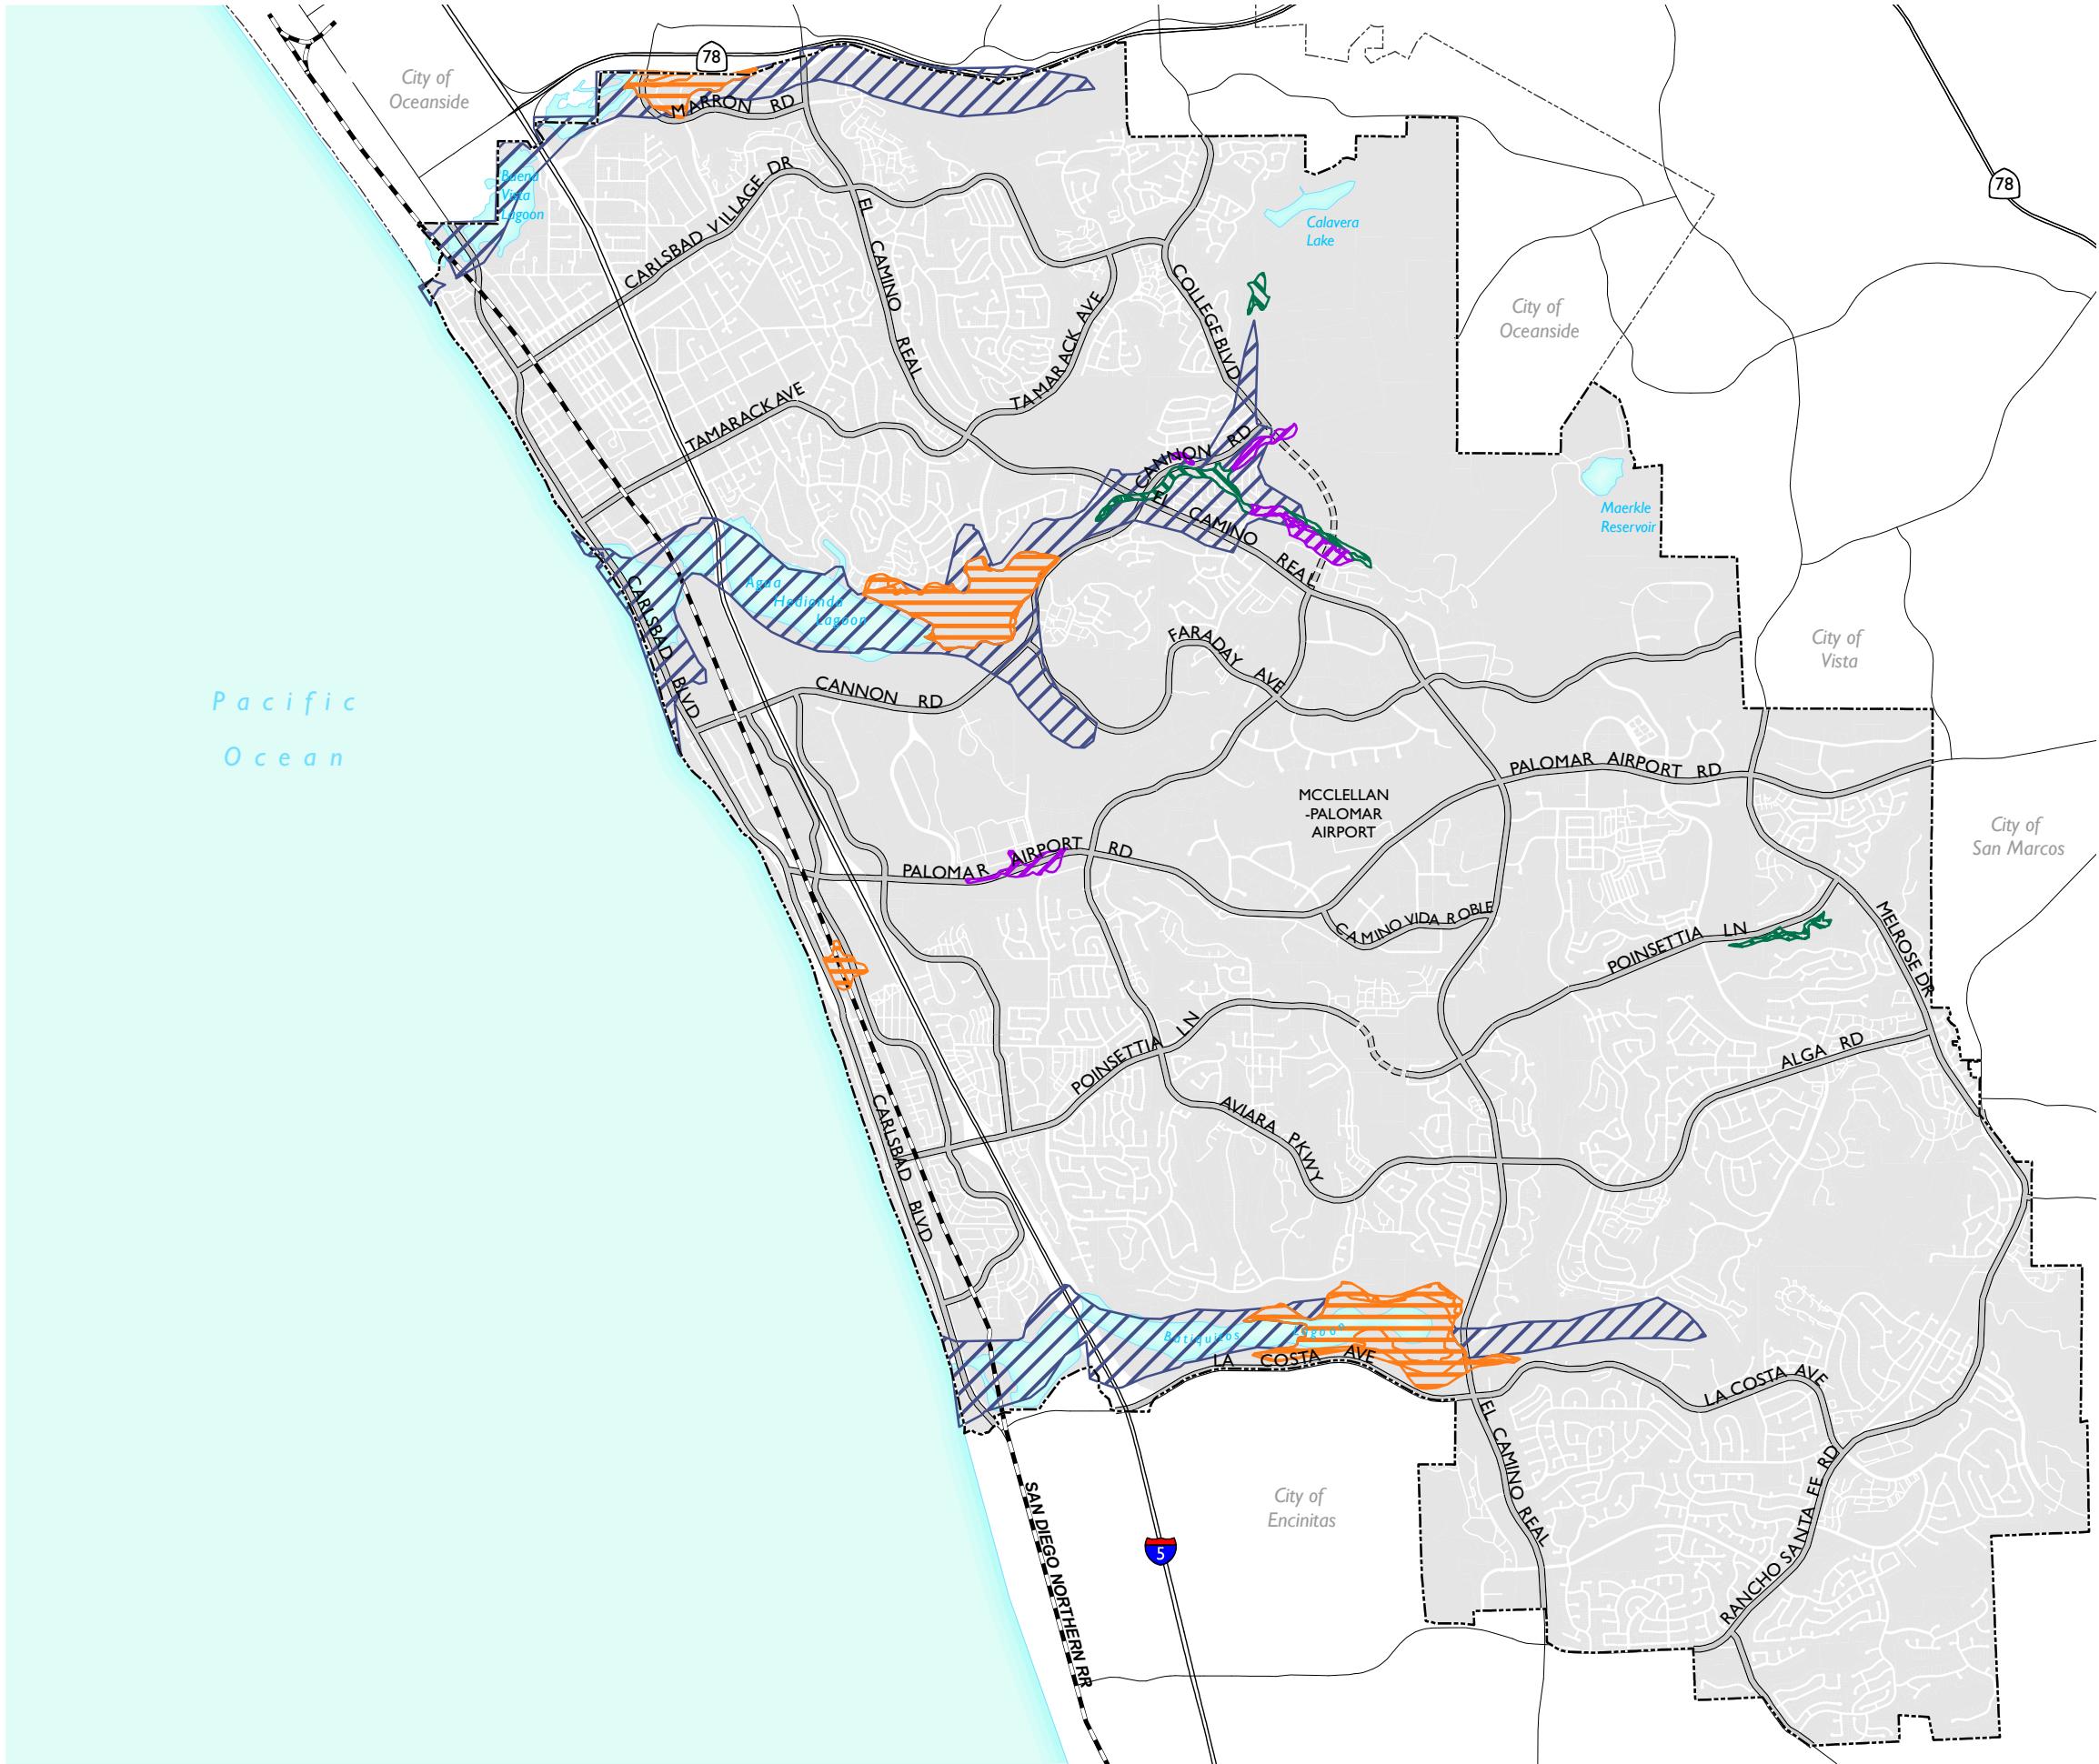 City of
Oceanside
78
MARRON RD
Buena
Vista
Lagoon
CARLSBAD VILLAGE DR
EL CAMINO REAL
Calavera
Lake
78
COLLEGE BLVD
TAMARACK AVE
TAMARACK AVE
City of
Oceanside
CANNON RD
EL CAMINO REAL
Maerkle
Reservoir
Agua
Hedionda
Lagoon
CARLSBAD BLVD
CANNON RD
FARADAY AVE
City of
Vista
Pacific
Ocean
PALOMAR AIRPORT RD
MCCLELLAN
-PALOMAR
AIRPORT
City of
San Marcos
PALOMAR AIRPORT RD
CAMINO VIDA ROBLE
POINSETTIA LN
MELROSE DR
POINSETTIA LN
ALGA RD
CARLSBAD BLVD
AVIARA PKWY
Batiquitos Lagoon
LA COSTA AVE
LA COSTA AVE
EL CAMINO REAL
RANCHO SANTA FE RD
City of
Encinitas
5
SAN DIEGO NORTHERN RR